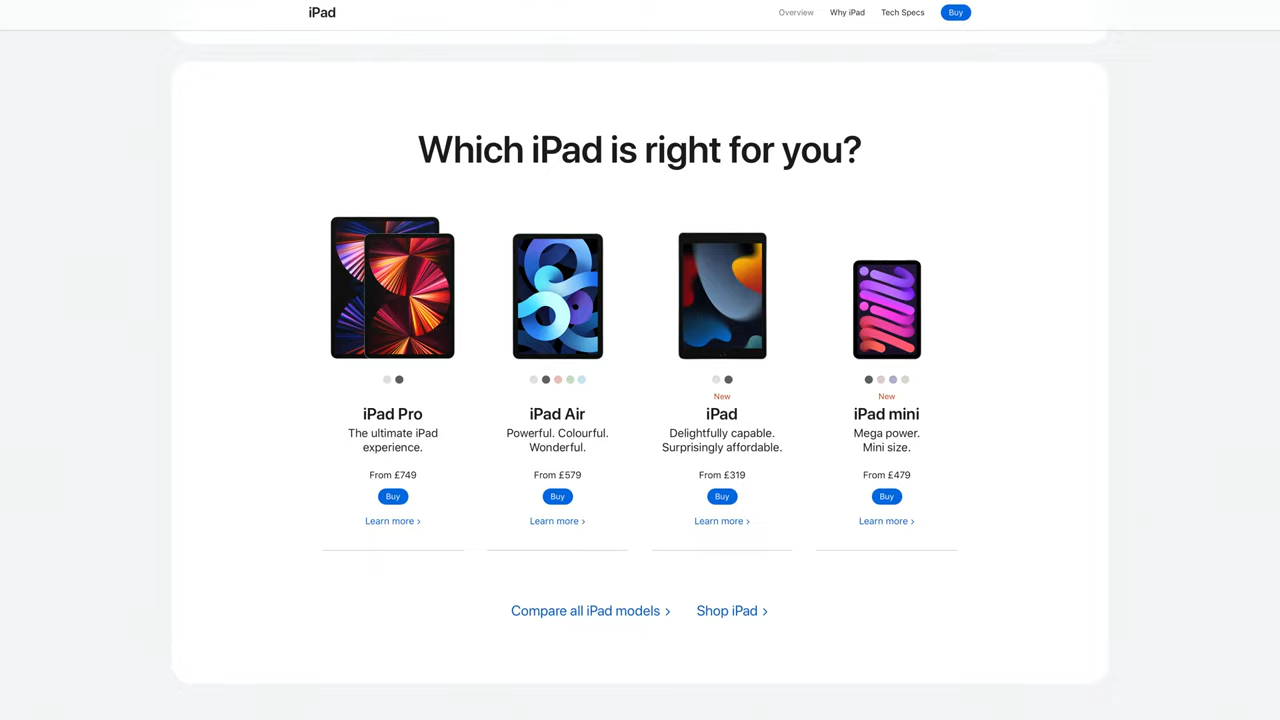 iPad
Overview
Why iPad
Tech Specs
Buy
Which iPad is right for you?
iPad Pro
The ultimate iPad
experience.
From £749
Buy
Learn more ›
iPad Air
Powerful. Colourful.
Wonderful.
From £579
Buy
Learn more ›
New
iPad
Delightfully capable.
Surprisingly affordable.
From £319
Buy
Learn more ›
New
iPad mini
Mega power.
Mini size.
From £479
Buy
Learn more ›
Compare all iPad models ›
Shop iPad ›